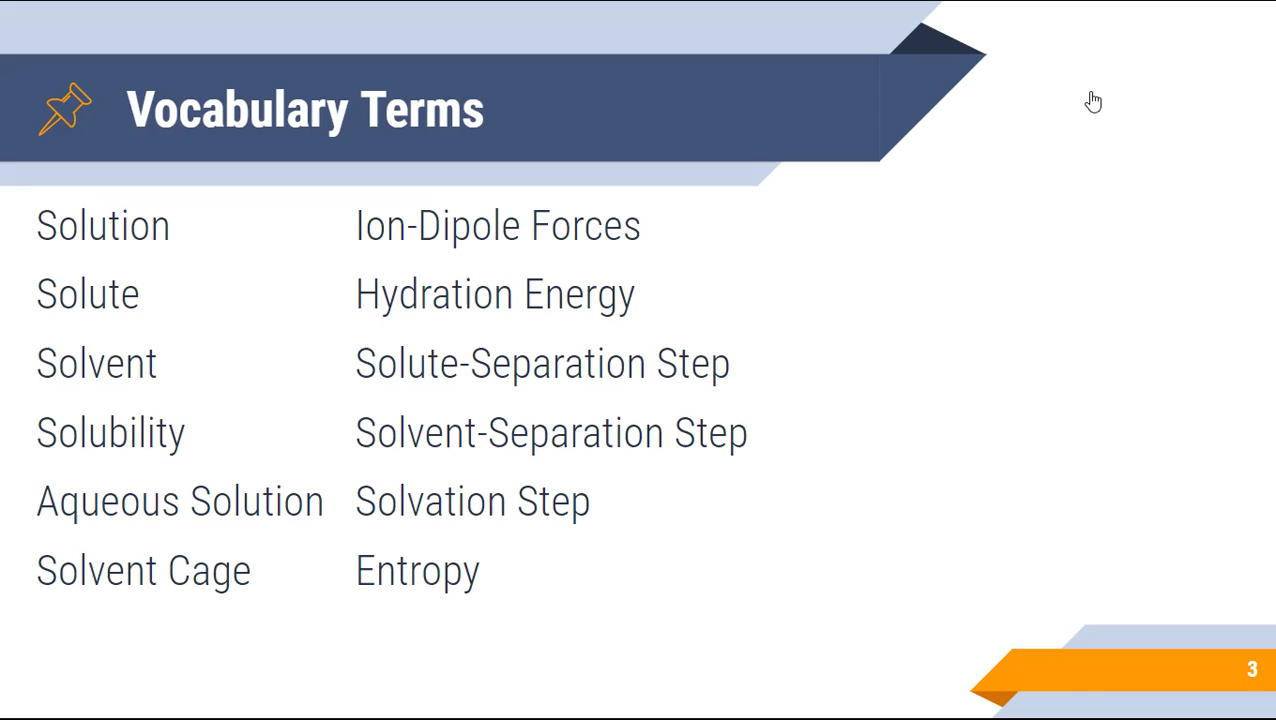 Vocabulary Terms
Solution
Solute
Solvent
Solubility
Aqueous Solution
Solvent Cage
Ion-Dipole Forces
Hydration Energy
Solute-Separation Step
Solvent-Separation Step
Solvation Step
Entropy
3